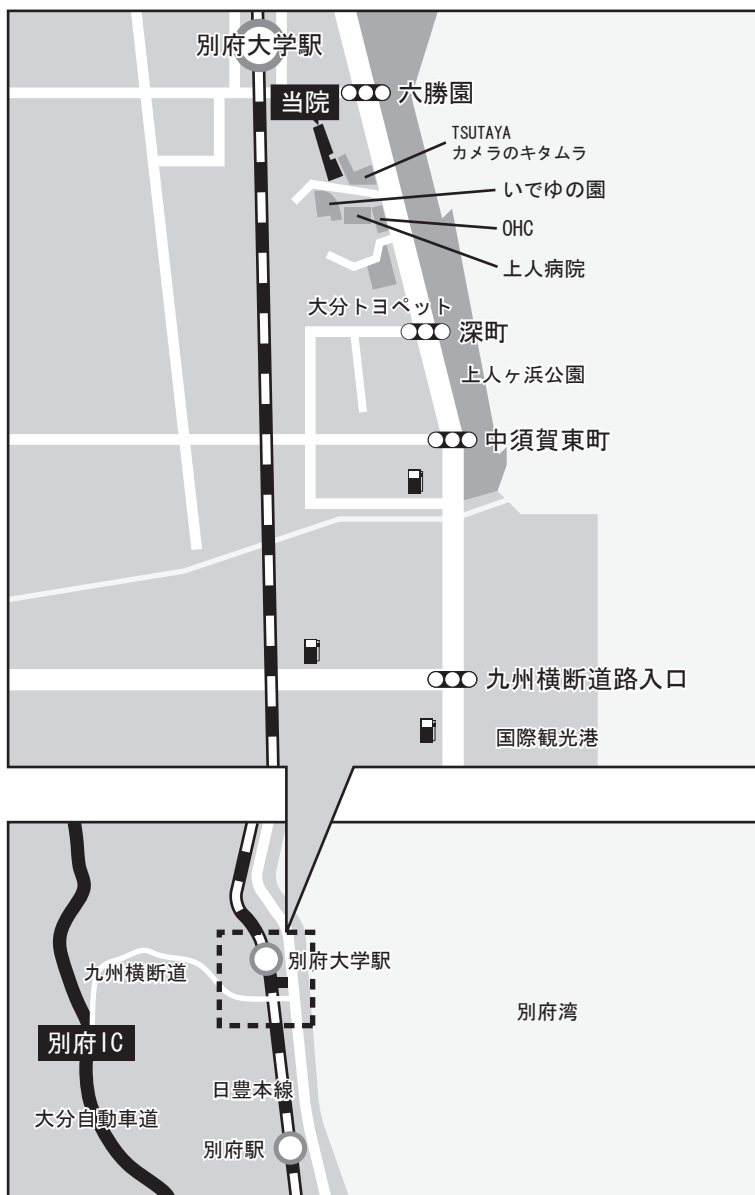 別府大学駅
六勝園
当院
TSUTAYA
カメラのキタムラ
いでゆの園
OHC
上人病院
大分トヨペット
深町
上人ヶ浜公園
中須賀東町
九州横断道路入口
国際観光港
別府大学駅
九州横断道
別府湾
別府IC
日豊本線
大分自動車道
別府駅